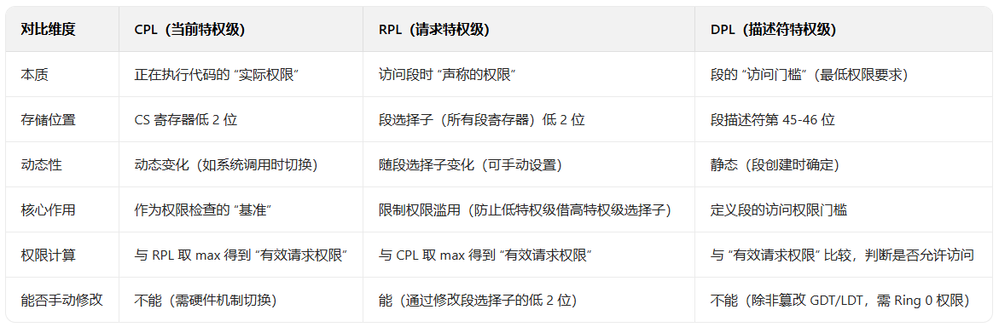 对比维度 CPL（当前特权级） RPL（请求特权级） DPL（描述符特权级）
本质 正在执行代码的 “实际权限” 访问段时 “声称的权限” 段的 “访问门槛”（最低权限要求）
存储位置 CS 寄存器低 2 位 段选择子（所有段寄存器）低 2 位 段描述符第 45-46 位
动态性 动态变化（如系统调用时切换） 随段选择子变化（可手动设置） 静态（段创建时确定）
核心作用 作为权限检查的 “基准” 限制权限滥用（防止低特权级借高特权级选择子） 定义段的访问权限门槛
权限计算 与 RPL 取 max 得到 “有效请求权限” 与 CPL 取 max 得到 “有效请求权限” 与 “有效请求权限” 比较，判断是否允许访问
能否手动修改 不能（需硬件机制切换） 能（通过修改段选择子的低 2 位） 不能（除非篡改 GDT/LDT，需 Ring 0 权限）